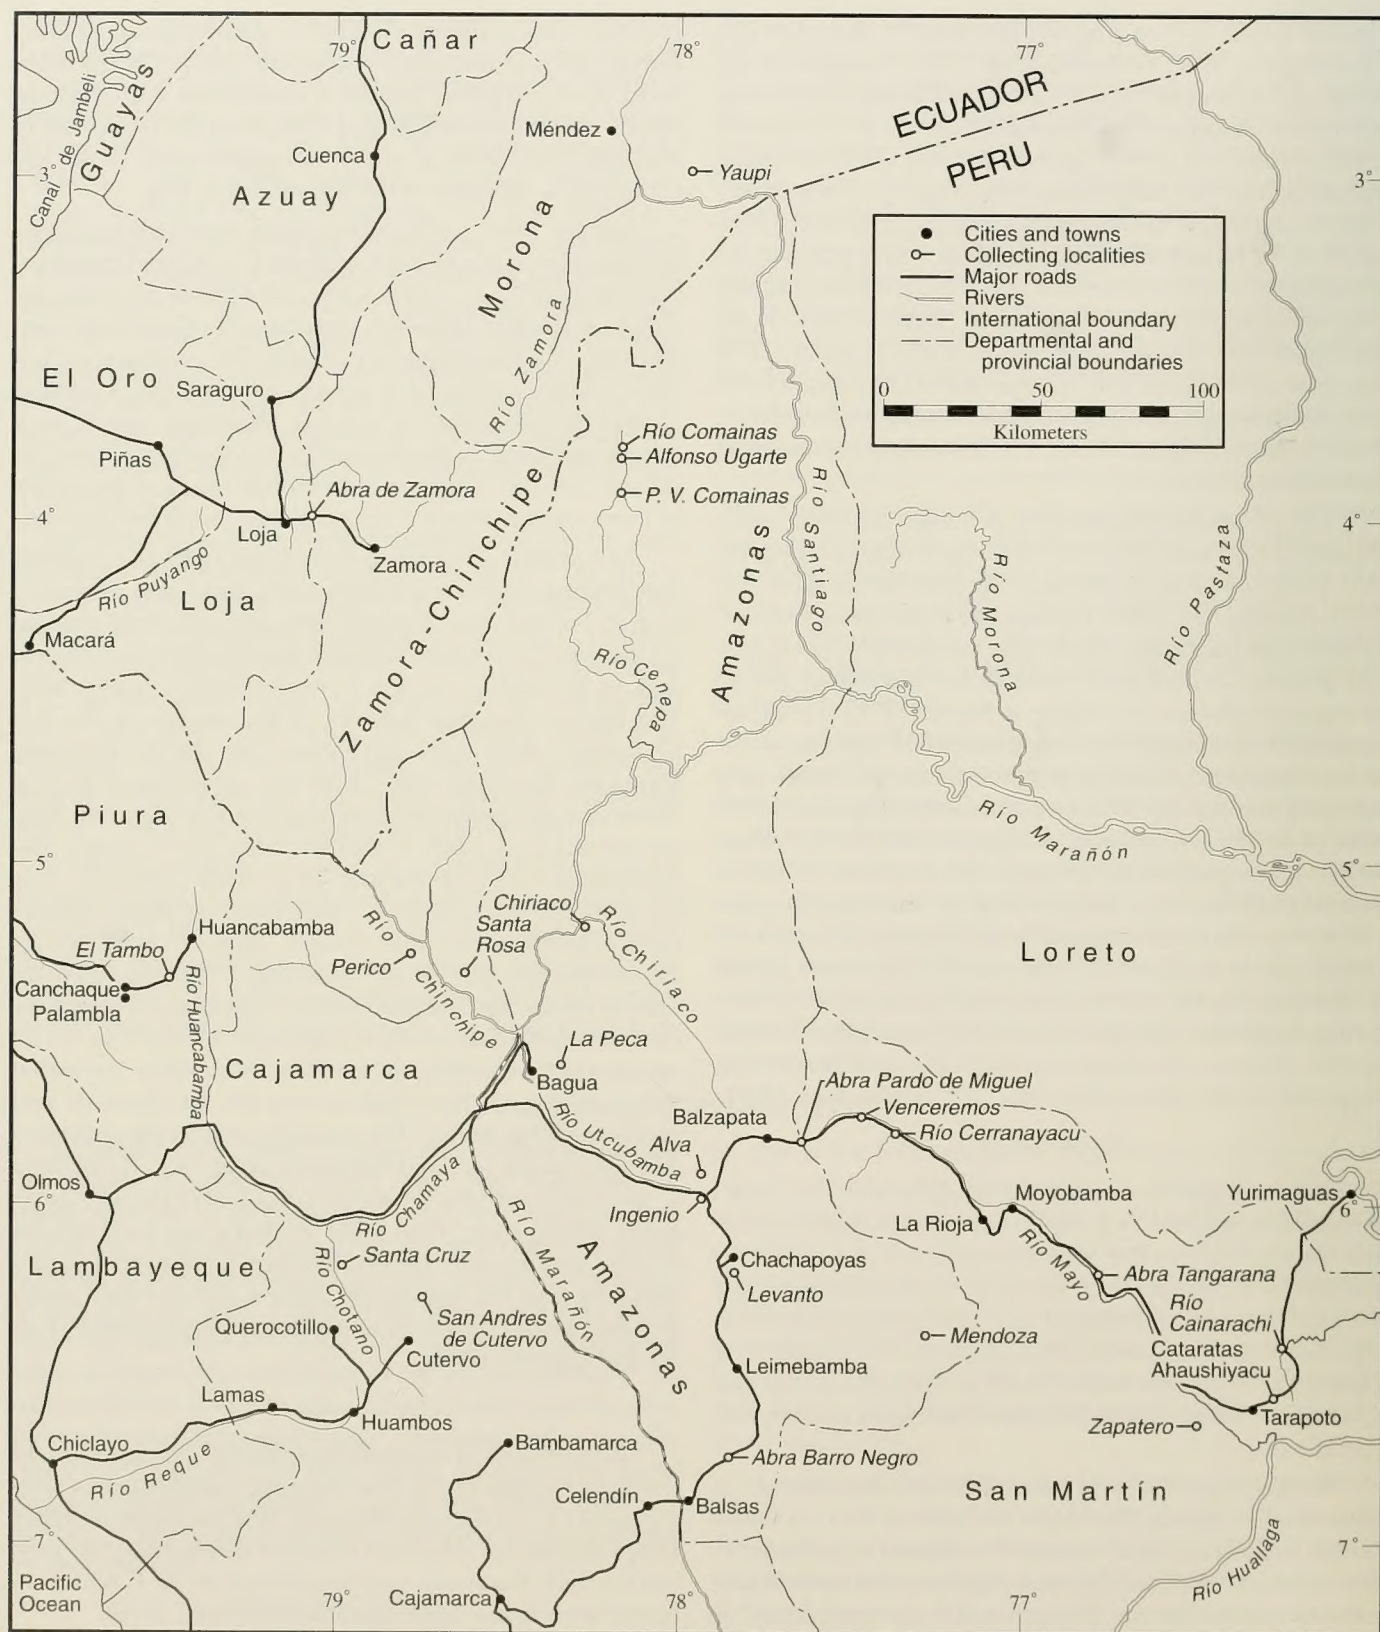 79°
Cañar
78°
77°
Canal de Jambelí
Guayas
ECUADOR
PERU
Méndez
Cuenca
Yaupi
3°
3°
Azuay
Morona
Cities and towns
Collecting localities
Major roads
Rivers
International boundary
Departmental and
provincial boundaries
0 50 100
Kilometers
Río Zamora
El Oro
Saraguro
Piñas
Río Comainas
Alfonso Ugarte
P. V. Comainas
Abra de Zamora
4°
4°
Loja
Zamora
Zamora-Chinchipe
Amazonas
Río Santiago
Río Morona
Río Pastaza
Río Puyango
Loja
Macará
Río Cenepa
Piura
Río Marañón
5°
5°
Chiriaco
Santa
Rosa
Río Chiriaco
Río Chinchipe
Huancabamba
El Tambo
Perico
Loreto
Canchaque
Palambla
Río Huancabamba
Cajamarca
La Peca
Bagua
Abra Pardo de Miguel
Balzapata
Venceremos
Río Cerranayacu
Río Utcubamba
Alva
Olmos
6°
Ingenio
Moyobamba
La Rioja
Yurimaguas
6°
Río Chamaya
Río Mayo
Lambayeque
Santa Cruz
Río Chotano
Río Marañón
Amazonas
Chachapoyas
Levanto
Abra Tangarana
San Andres
de Cutervo
Querocotillo
Cutervo
Mendoza
Río
Cainarachi
Cataratas
Ahaushiyacu
Leimebamba
Lamas
Huambos
Zapatero
Tarapoto
Chiclayo
Bambamarca
Abra Barro Negro
Río Reque
San Martín
Celendín
Balsas
7°
7°
Río Huallaga
Pacific
Ocean
79°
Cajamarca
78°
77°